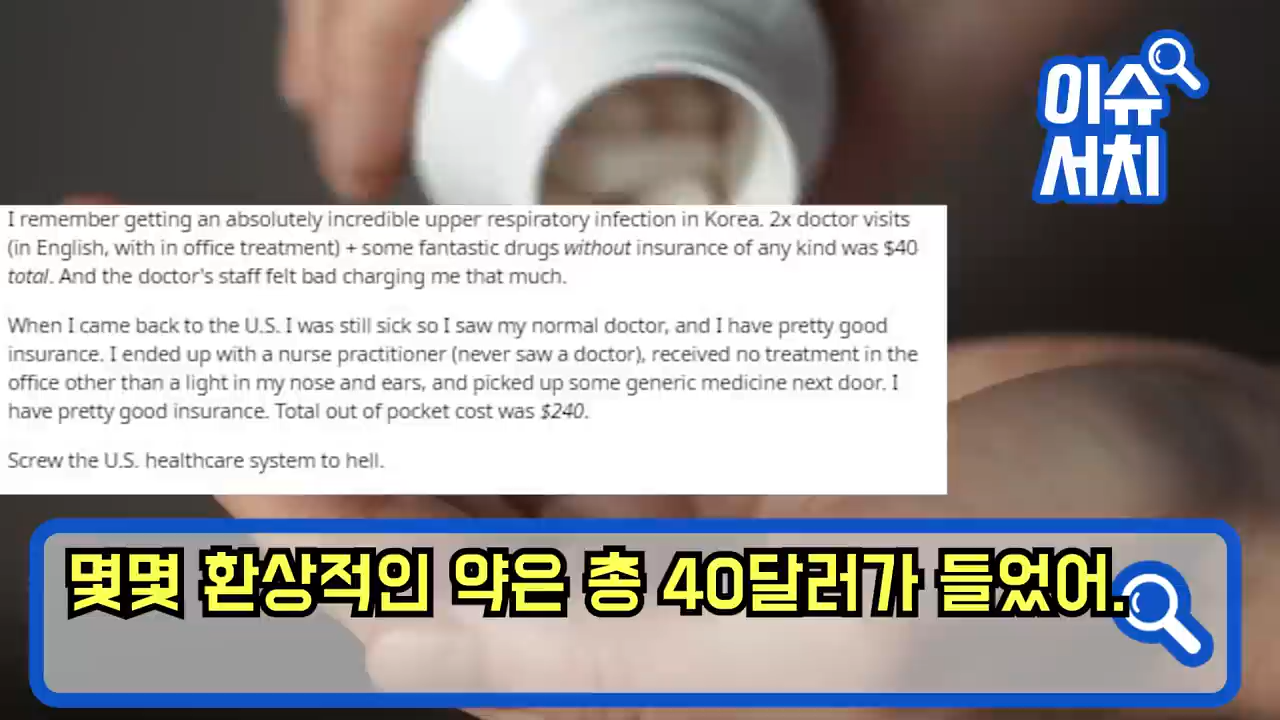 이슈
서치
I remember getting an absolutely incredible upper respiratory infection in Korea. 2x doctor visits
(in English, with in office treatment) + some fantastic drugs without insurance of any kind was $40
total. And the doctor's staff felt bad charging me that much.
When I came back to the U.S. I was still sick so I saw my normal doctor, and I have pretty good
insurance. I ended up with a nurse practitioner (never saw a doctor), received no treatment in the
office other than a light in my nose and ears, and picked up some generic medicine next door. I
have pretty good insurance. Total out of pocket cost was $240.
Screw the U.S. healthcare system to hell.
몇몇 환상적인 약은 총 40달러가 들었어.